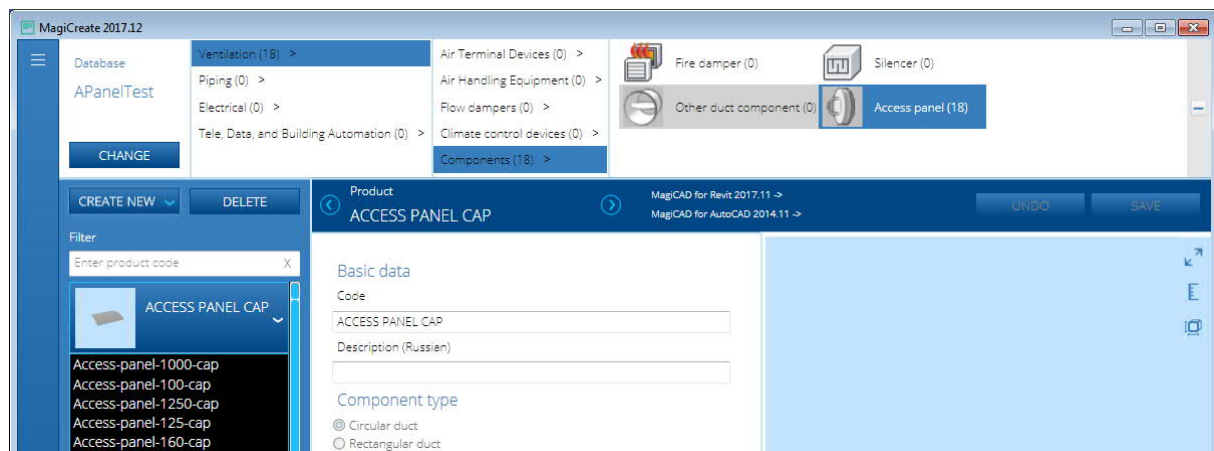 MagiCreate 2017.12
Database
APanelTest
CHANGE
Ventilation (18) >
Piping (0) >
Electrical (0) >
Tele, Data, and Building Automation (0) >
Air Terminal Devices (0) >
Air Handling Equipment (0) >
Flow dampers (0) >
Climate control devices (0) >
Components (18) >
Fire damper (0)
Silencer (0)
Other duct component (0)
Access panel (18)
CREATE NEW
DELETE
Filter
Enter product code X
ACCESS PANEL CAP
Access-panel-1000-cap
Access-panel-100-cap
Access-panel-1250-cap
Access-panel-125-cap
Access-panel-160-cap
Product
ACCESS PANEL CAP
MagiCAD for Revit 2017.11 ->
MagiCAD for AutoCAD 2014.11 ->
UNDO
SAVE
Basic data
Code
ACCESS PANEL CAP
Description (Russian)
Component type
Circular duct
Rectangular duct